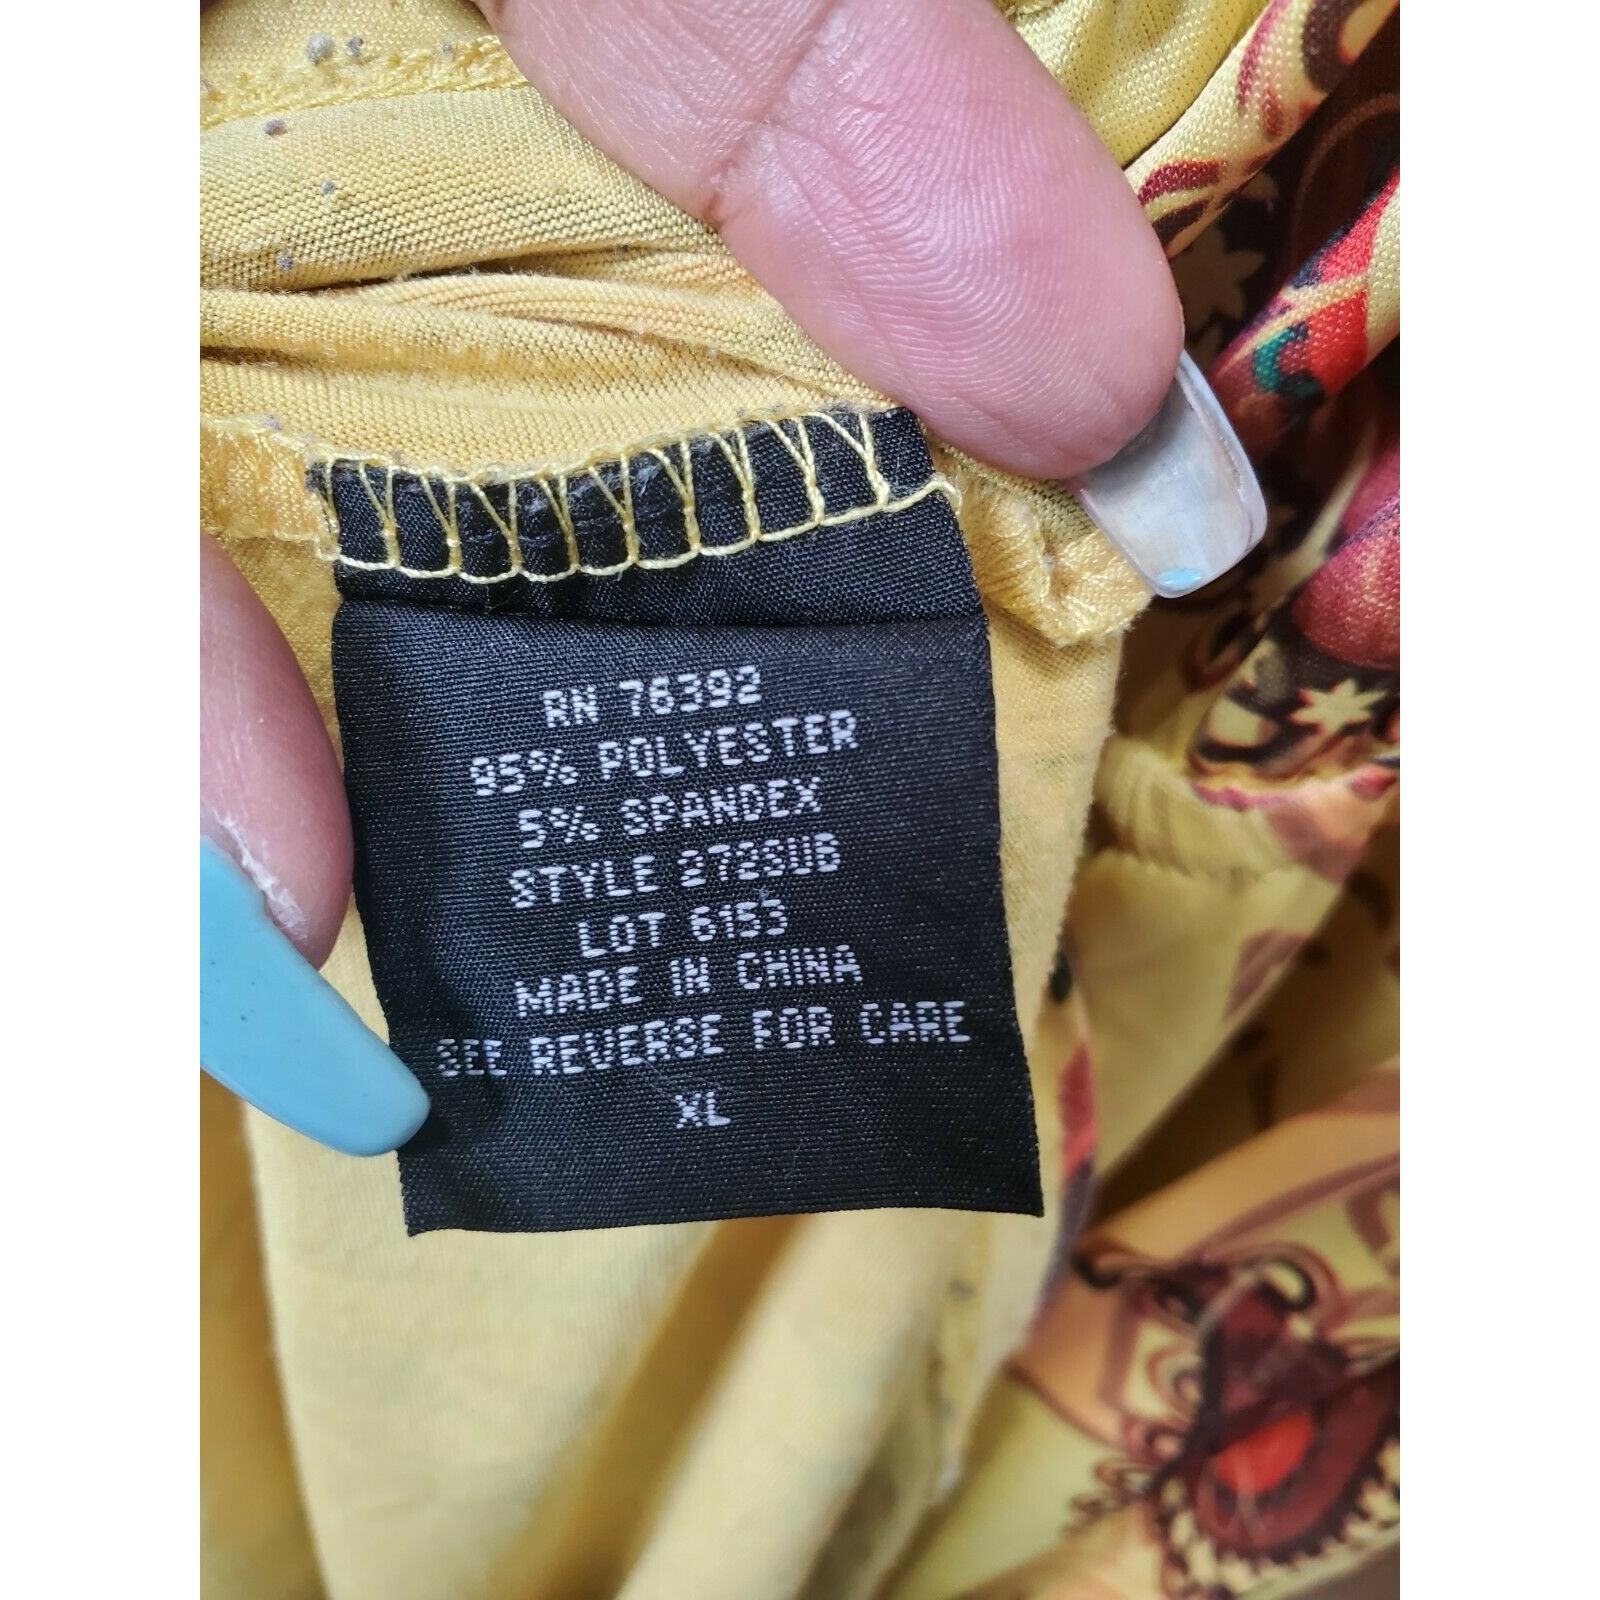 RN 76392
95% POLYESTER
5% SPANDEX
STYLE 272SUB
LOT 6153
MADE IN CHINA
SEE REVERSE FOR CARE
XL